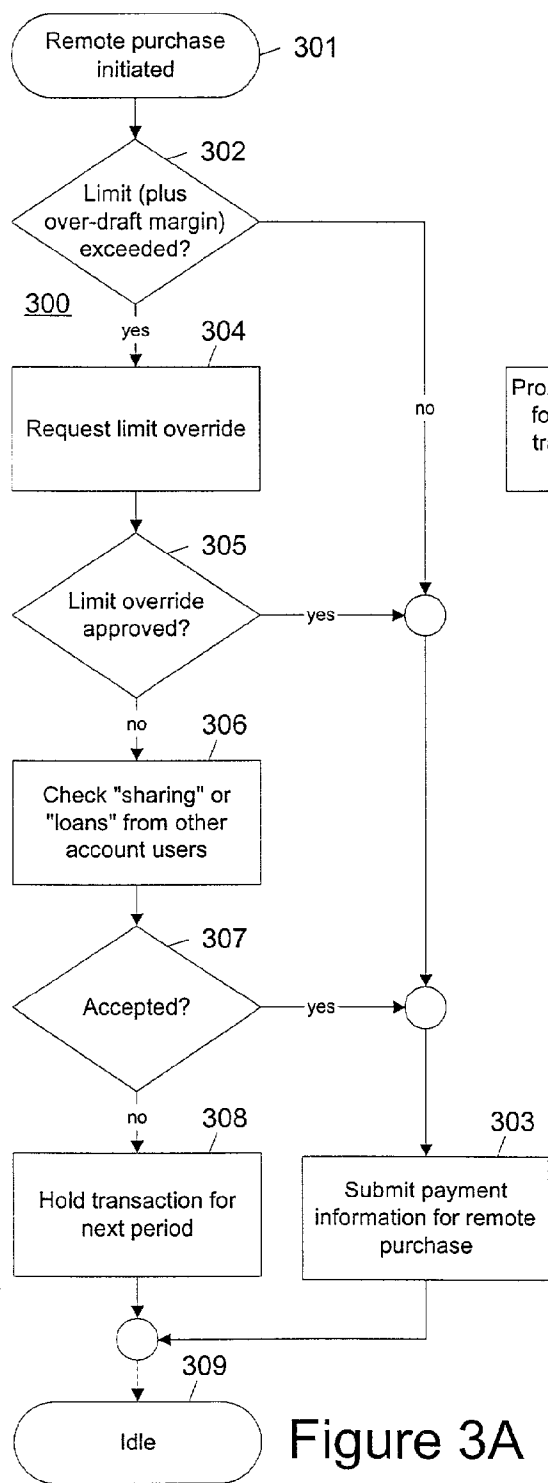 Remote purchase
initiated
301
302
Limit (plus
over-draft margin)
exceeded?
300
yes
304
no
Request limit override
305
Limit override
approved?
yes
no
306
Check "sharing" or
"loans" from other
account users
307
Accepted?
yes
no
308
Hold transaction for
next period
303
Submit payment
information for remote
purchase
309
Idle
Figure 3A